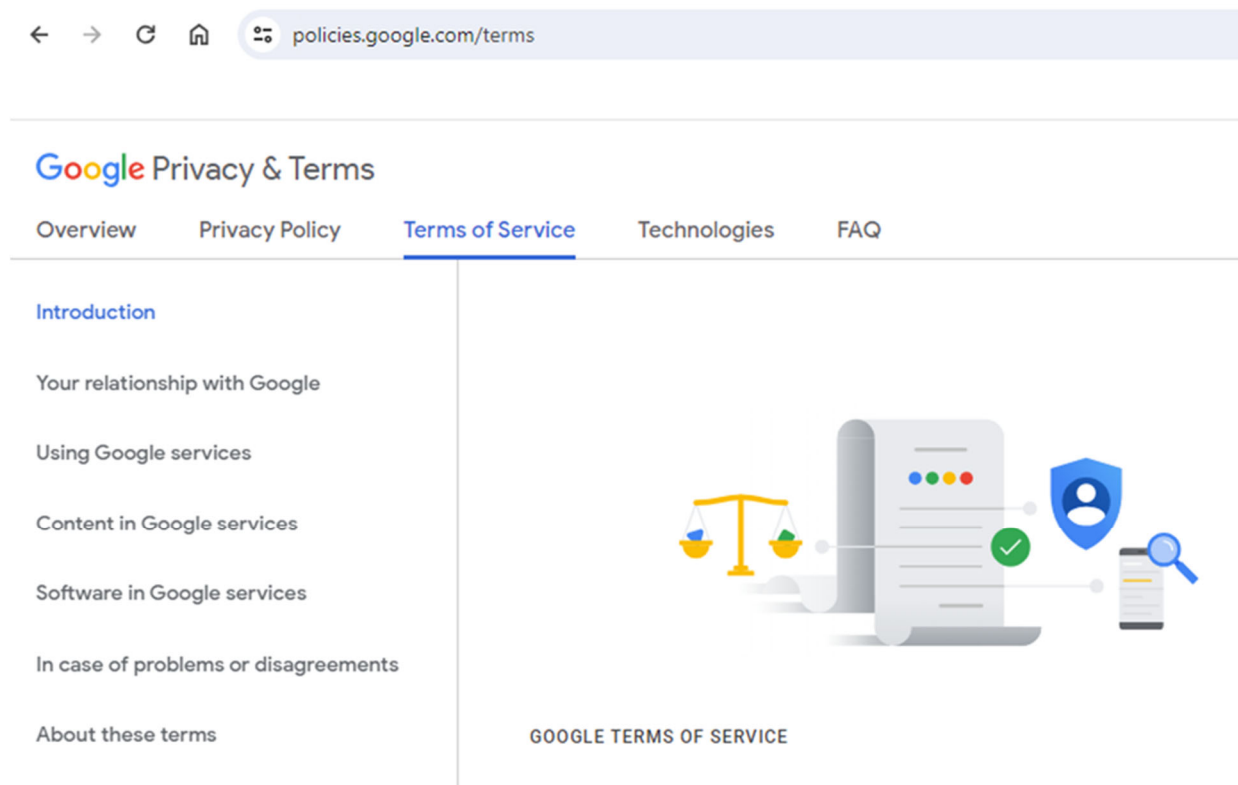 policies.google.com/terms
Google Privacy & Terms
Overview Privacy Policy Terms of Service Technologies FAQ
Introduction
Your relationship with Google
Using Google services
Content in Google services
Software in Google services
In case of problems or disagreements
About these terms
GOOGLE TERMS OF SERVICE